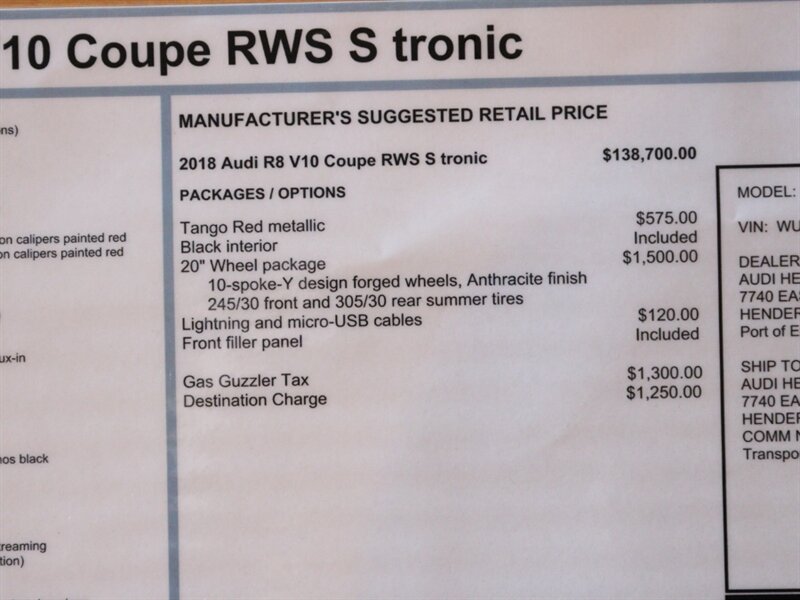 10 Coupe RWS S tronic
ns)
on calipers painted red
on calipers painted red
ux-in
nos black
treaming
tion)
MANUFACTURER'S SUGGESTED RETAIL PRICE
2018 Audi R8 V10 Coupe RWS S tronic $138,700.00
PACKAGES / OPTIONS
Tango Red metallic $575.00
Black interior Included
20" Wheel package $1,500.00
10-spoke-Y design forged wheels, Anthracite finish
245/30 front and 305/30 rear summer tires
Lightning and micro-USB cables $120.00
Front filler panel Included
Gas Guzzler Tax $1,300.00
Destination Charge $1,250.00
MODEL:
VIN: WU
DEALER
AUDI HE
7740 EAS
HENDER
Port of E
SHIP TO
AUDI HE
7740 EA
HENDER
COMM N
Transpo